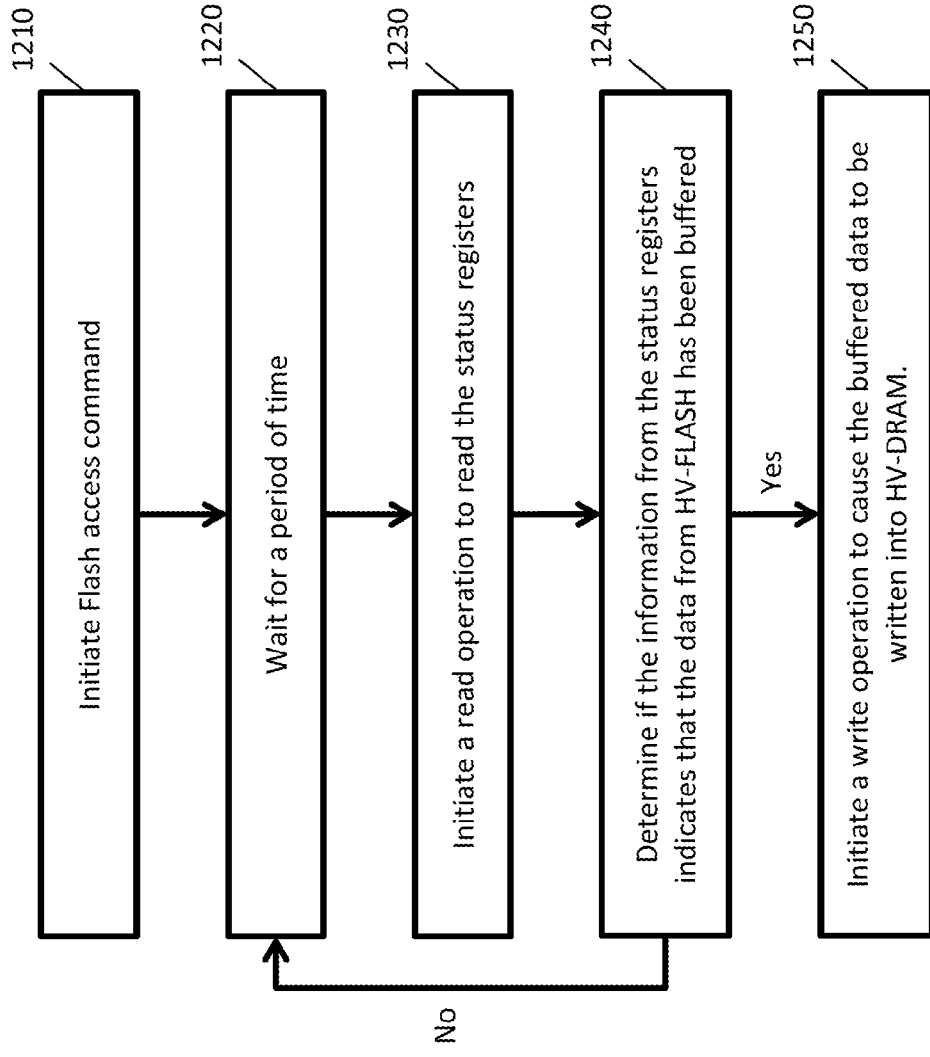 Initiate Flash access command
1210
Wait for a period of time
1220
Initiate a read operation to read the status registers
1230
Determine if the information from the status registers
indicates that the data from HV-FLASH has been buffered
1240
No
Yes
Initiate a write operation to cause the buffered data to be
written into HV-DRAM.
1250